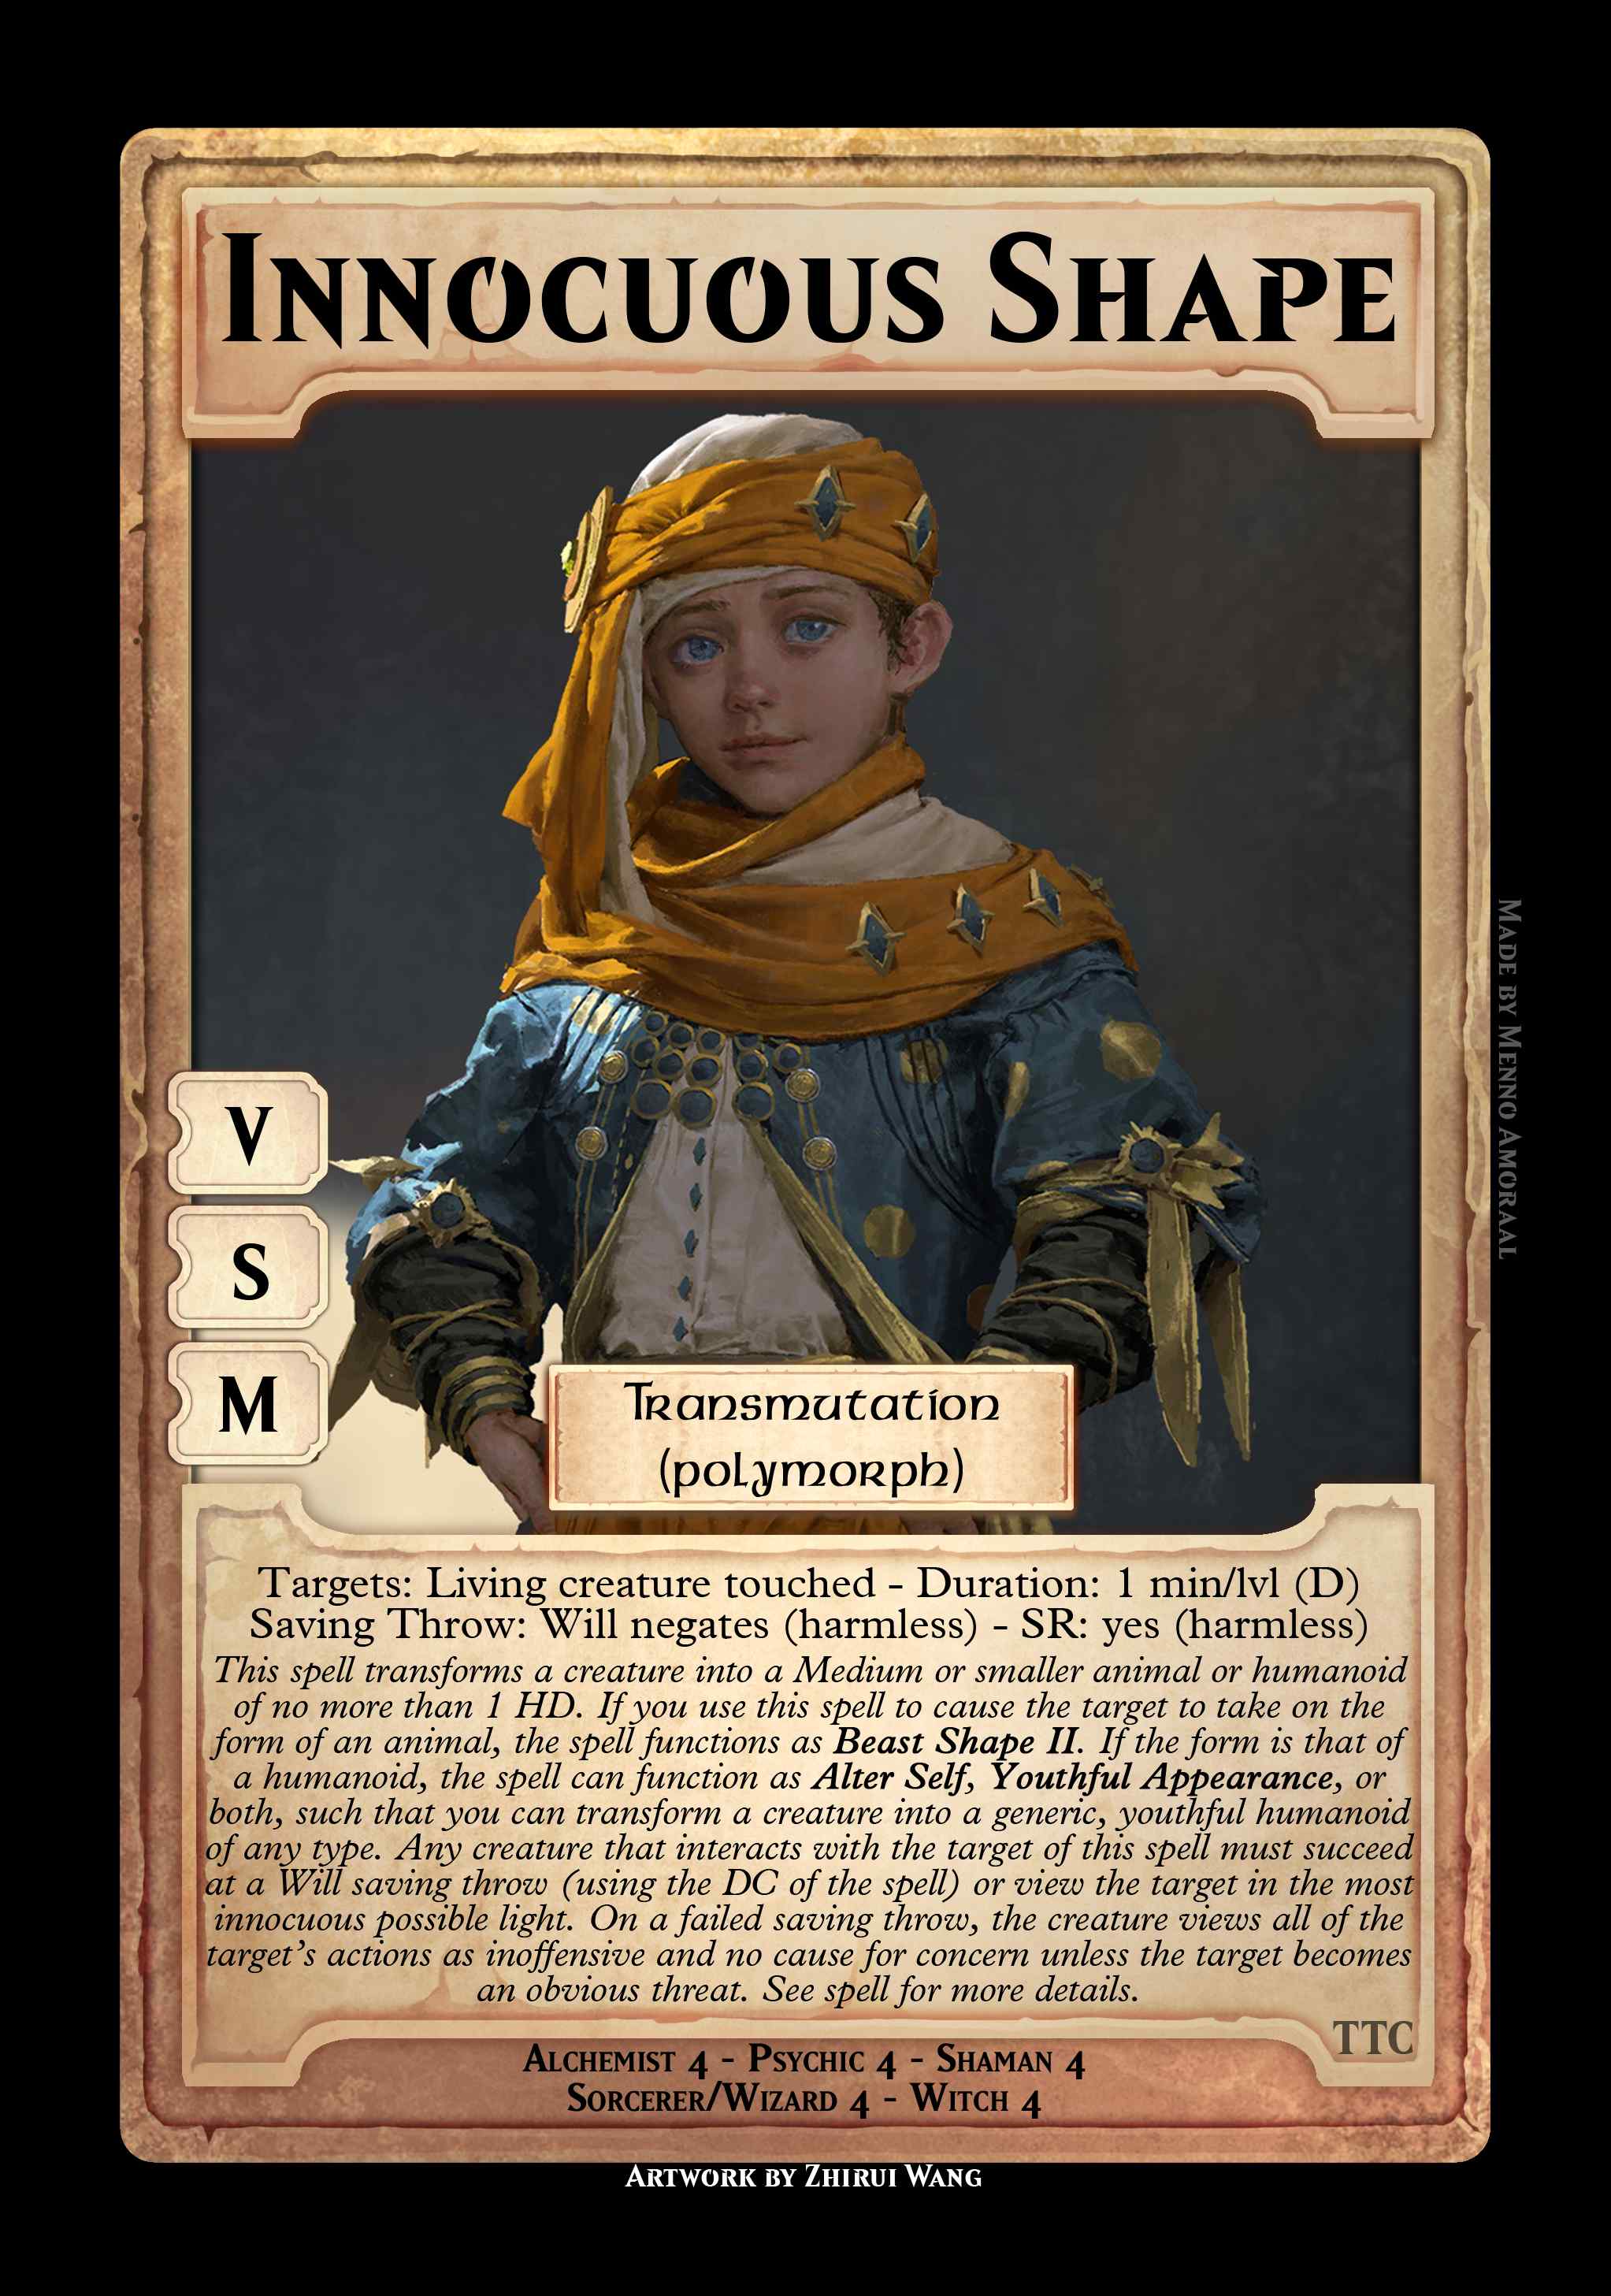 Innocuous Shape
V
S
M
Transmutation
(polymorph)
Targets: Living creature touched - Duration: 1 min/lvl (D)
Saving Throw: Will negates (harmless) - SR: yes (harmless)
This spell transforms a creature into a Medium or smaller animal or humanoid
of no more than 1 HD. If you use this spell to cause the target to take on the
form of an animal, the spell functions as Beast Shape II. If the form is that of
a humanoid, the spell can function as Alter Self, Youthful Appearance, or
both, such that you can transform a creature into a generic, youthful humanoid
of any type. Any creature that interacts with the target of this spell must succeed
at a Will saving throw (using the DC of the spell) or view the target in the most
innocuous possible light. On a failed saving throw, the creature views all of the
target's actions as inoffensive and no cause for concern unless the target becomes
an obvious threat. See spell for more details.
TTC
Alchemist 4 - Psychic 4 - Shaman 4
Sorcerer/Wizard 4 - Witch 4
Artwork by Zhirui Wang
Made by Menno Amoraal